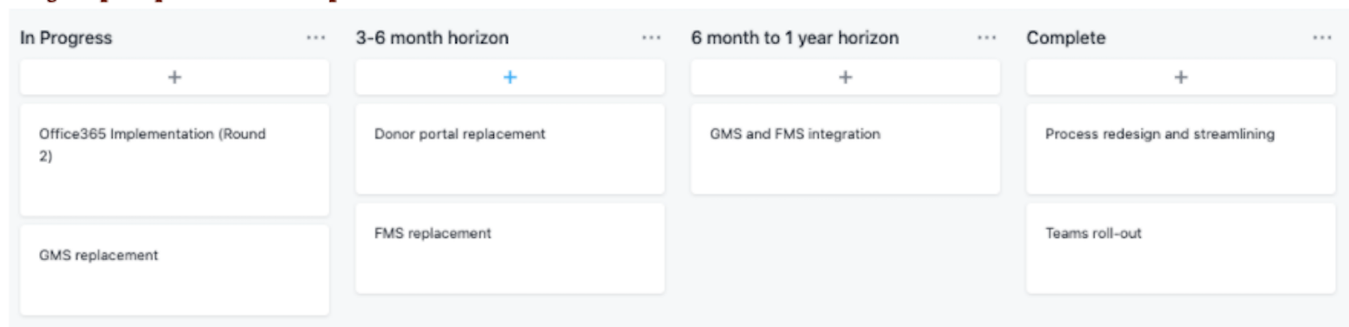 In Progress
Office365 Implementation (Round
2)
GMS replacement
3-6 month horizon
Donor portal replacement
FMS replacement
6 month to 1 year horizon
GMS and FMS integration
Complete
Process redesign and streamlining
Teams roll-out